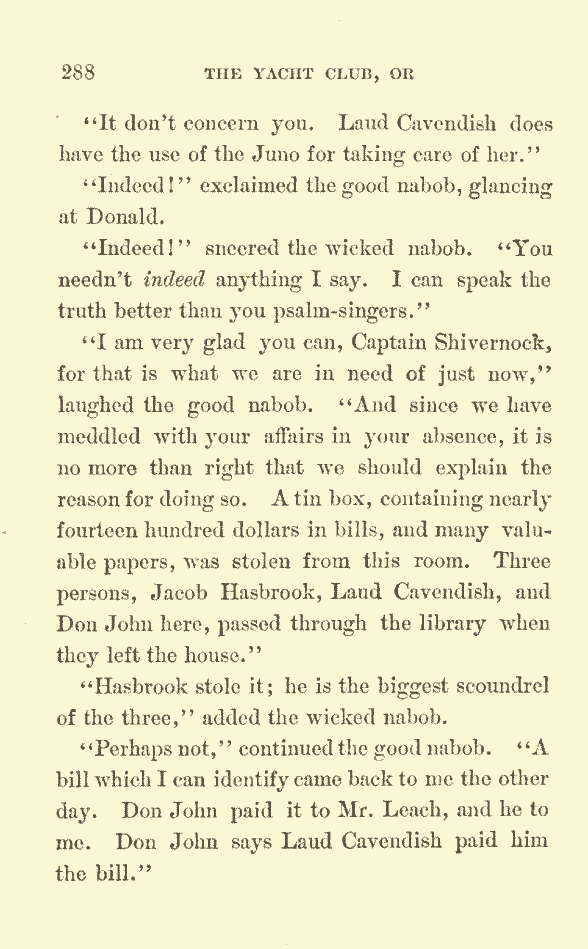 288 THE YACHT CLUB, OR
“It don’t concern you. Laud Cavendish does
have the use of the Juno for taking care of her.”
“Indeed!” exclaimed the good nabob, glancing
at Donald.
“Indeed!” sneered the wicked nabob. “You
needn’t indeed anything I say. I can speak the
truth better than you psalm-singers.”
“I am very glad you can, Captain Shivernock,
for that is what we are in need of just now,”
laughed the good nabob. “And since we have
meddled with your affairs in your absence, it is
no more than right that we should explain the
reason for doing so. A tin box, containing nearly
fourteen hundred dollars in bills, and many valu-
able papers, was stolen from this room. Three
persons, Jacob Hasbrook, Laud Cavendish, and
Don John here, passed through the library when
they left the house.”
“Hasbrook stole it; he is the biggest scoundrel
of the three,” added the wicked nabob.
“Perhaps not,” continued the good nabob. “A
bill which I can identify came back to me the other
day. Don John paid it to Mr. Leach, and he to
me. Don John says Laud Cavendish paid him
the bill.”